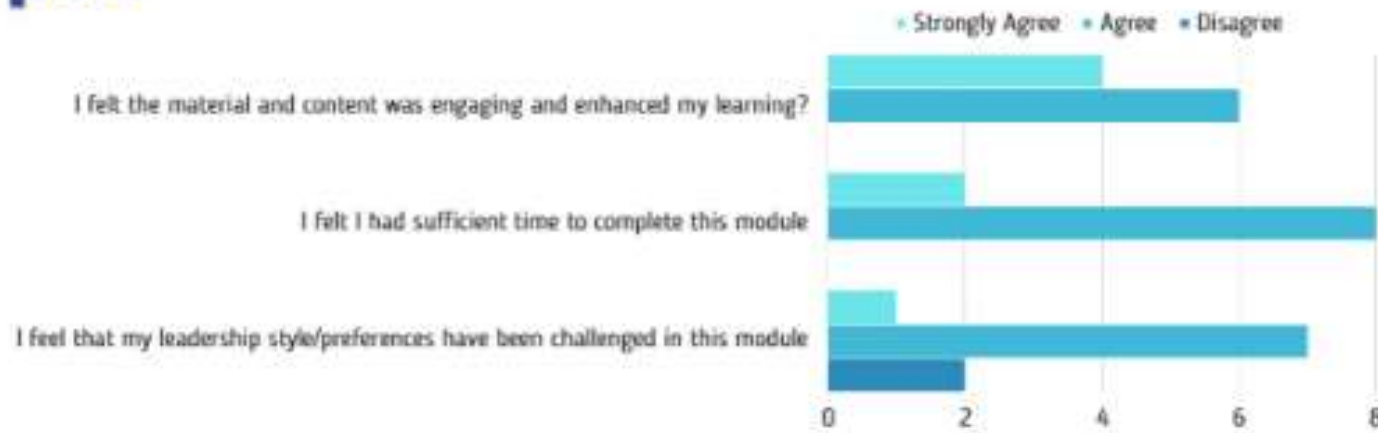 Strongly Agree Agree Disagree
I felt the material and content was engaging and enhanced my learning?
I felt I had sufficient time to complete this module
I feel that my leadership style/preferences have been challenged in this module
0 2 4 6 8